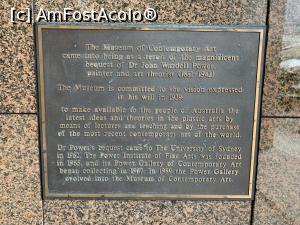 [c] AmFostAcolo®
The Museum of Contemporary Art
came into being as a result of the magnificent
bequest of Dr John Wardell Power,
painter and art theorist (1881-1943)
The Museum is committed to the vision expressed
in his will in 1939
to make available to the people of Australia the
latest ideas and theories in the plastic arts by
means of lectures and teaching and by the purchase
of the most recent contemporary art of the world.
Dr Power's bequest came to The University of Sydney
in 1962. The Power Institute of Fine Arts was founded
in 1965, and its Power Gallery of Contemporary Art
began collecting in 1967. In 1989 the Power Gallery
evolved into the Museum of Contemporary Art.